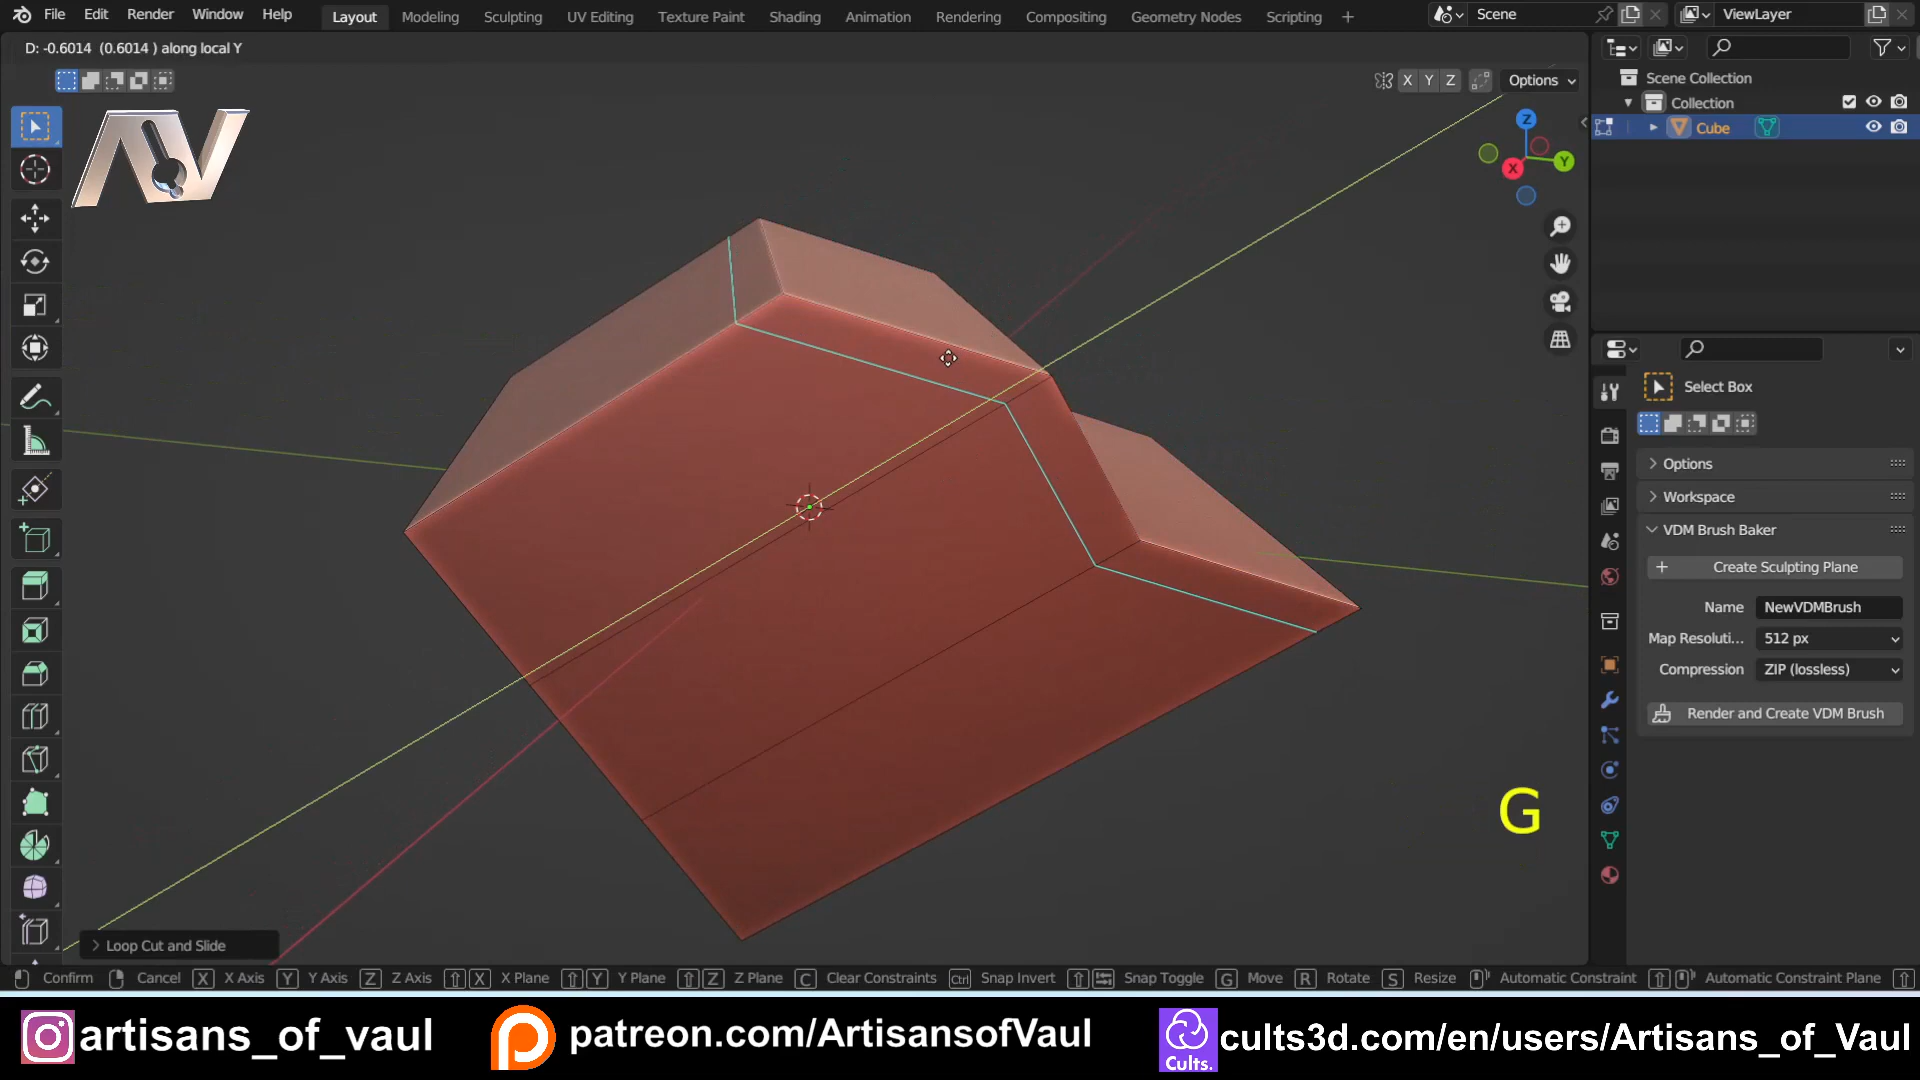 File Edit Render Window Help Layout Modeling Sculpting UV Editing Texture Paint Shading Animation Rendering Compositing Geometry Nodes Scripting + Scene ViewLayer
D: -0.6014 (0.6014 ) along local Y
X Y Z Options
Scene Collection
Collection
Cube
Z
Y
X
AV
Select Box
Options
Workspace
VDM Brush Baker
Create Sculpting Plane
Name NewVDMBrush
Map Resoluti... 512 px
Compression ZIP (lossless)
Render and Create VDM Brush
G
Loop Cut and Slide
Confirm Cancel X X Axis Y Y Axis Z Z Axis X X Plane Y Y Plane Z Z Plane C Clear Constraints Ctrl Snap Invert Snap Toggle G Move R Rotate S Resize Automatic Constraint Automatic Constraint Plane
artisans_of_vaul patreon.com/ArtisansofVaul Cults. cults3d.com/en/users/Artisans_of_Vaul